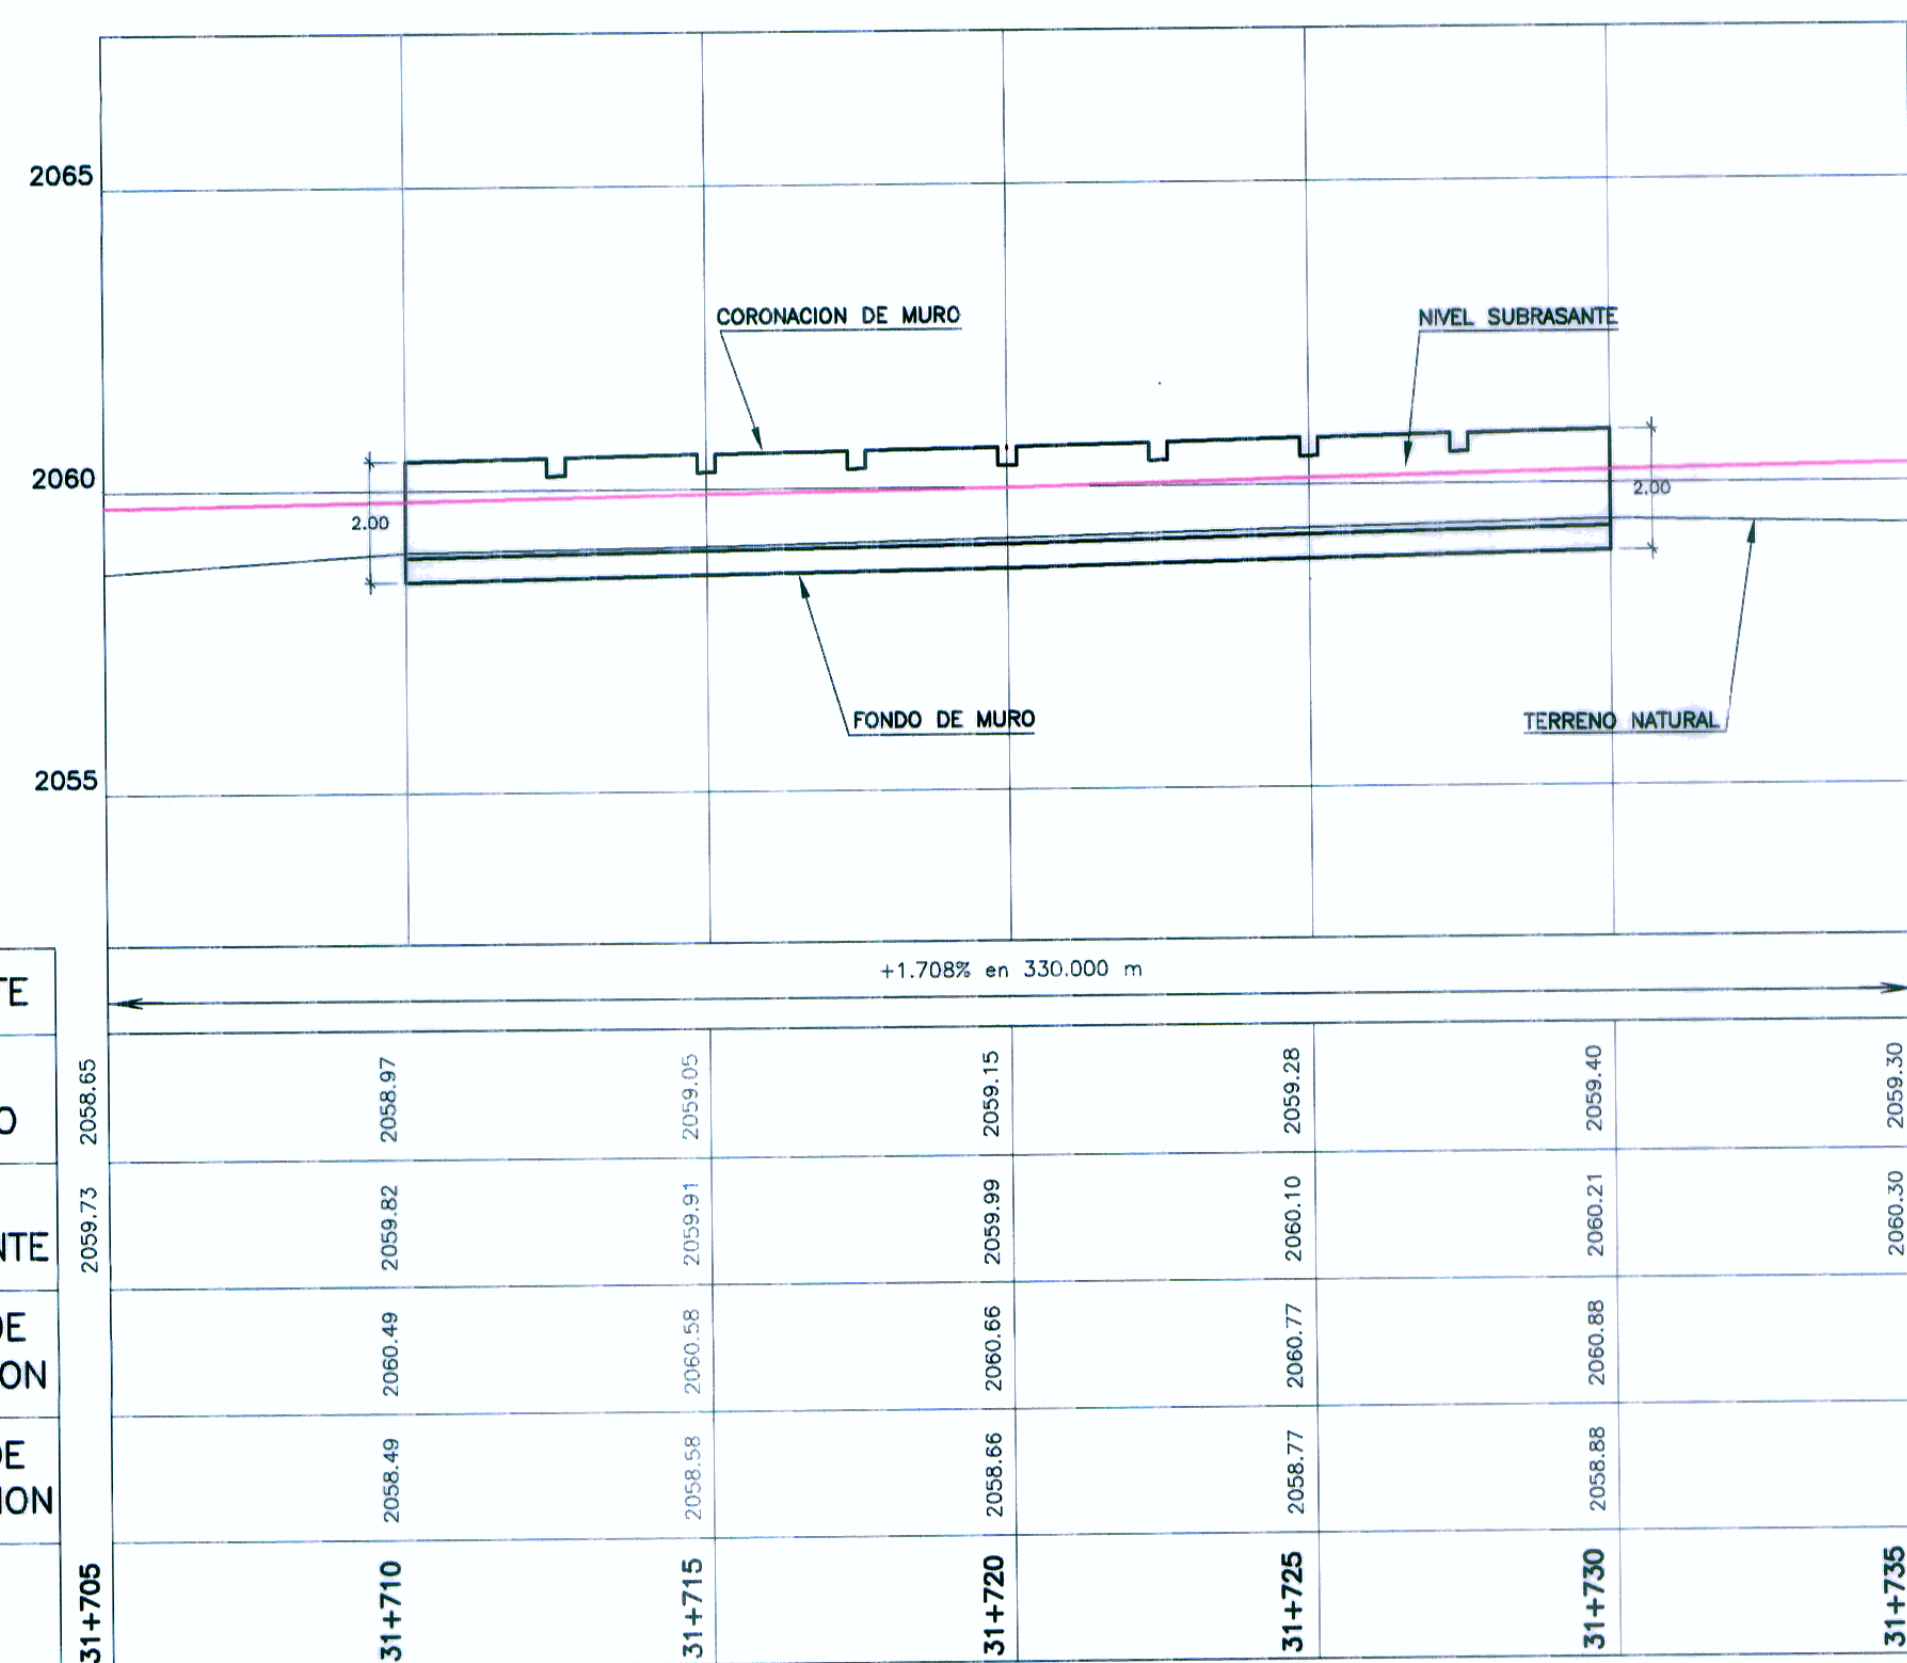 2065
CORONACION DE MURO
NIVEL SUBRASANTE
2060
2.00
2.00
FONDO DE MURO
TERRENO NATURAL
2055
+1.708% en 330.000 m
TE
2058.65 2058.97 2059.05 2059.15 2059.28 2059.40 2059.30
O
2059.73 2059.82 2059.91 2059.99 2060.10 2060.21 2060.30
NTE
DE
ION
2060.49 2060.58 2060.66 2060.77 2060.88
DE
ION
2058.49 2058.58 2058.66 2058.77 2058.88
31+705 31+710 31+715 31+720 31+725 31+730 31+735